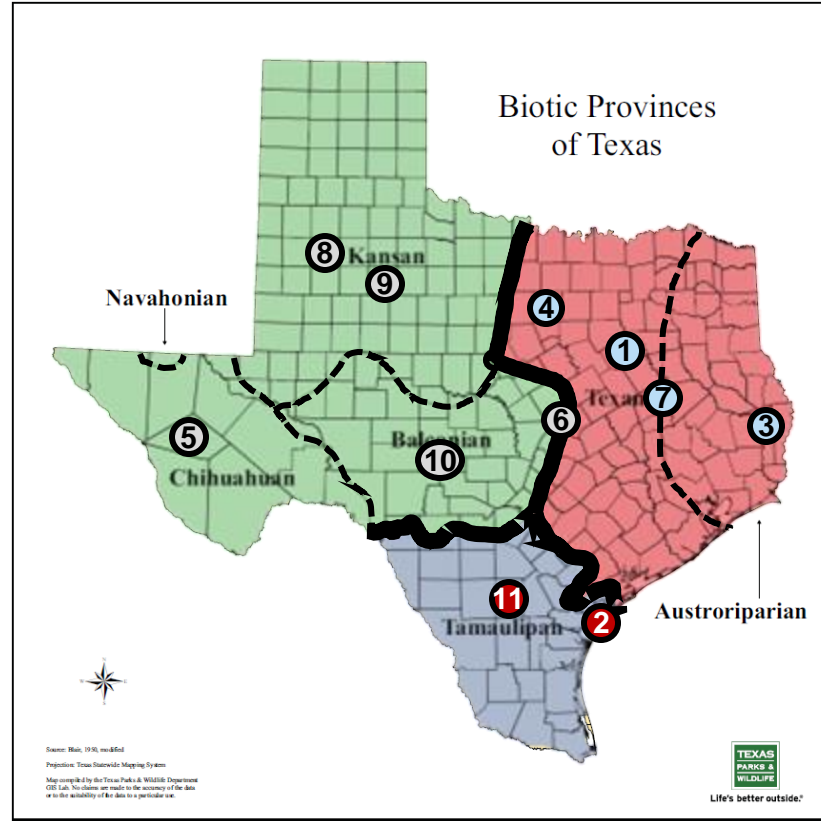 Biotic Provinces
of Texas
8
Kansan
9
Navahonian
4
1
Texan
7
6
3
5
Balconian
10
Chihuahuan
11
Tamaulipan
2
Austroriparian
Source: Blair, 1950, modified
Projection: Texas Statewide Mapping System
Map compiled by the Texas Parks & Wildlife Department
GIS Lab. No claims are made to the accuracy of the data
or to the suitability of the data to a particular use.
TEXAS
PARKS &
WILDLIFE
Life's better outside.®